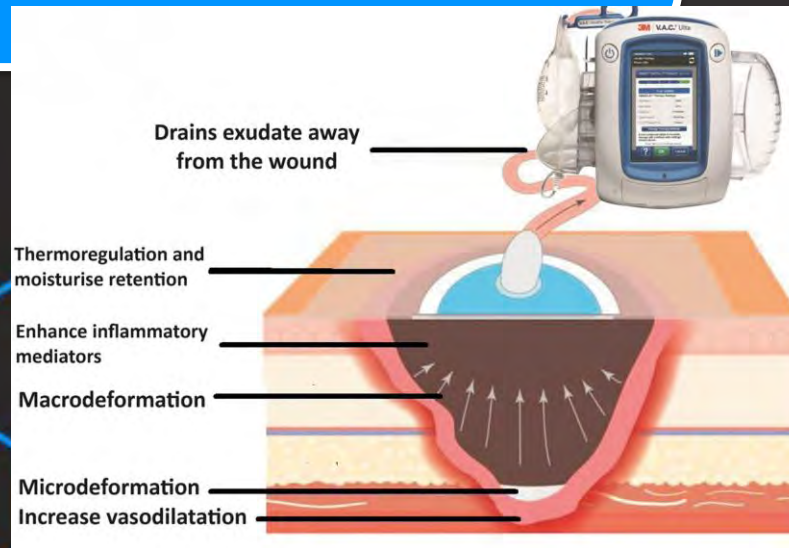 3M V.A.C. Ulta
Drains exudate away
from the wound
Thermoregulation and
moisturise retention
Enhance inflammatory
mediators
Macrodeformation
Microdeformation
Increase vasodilatation